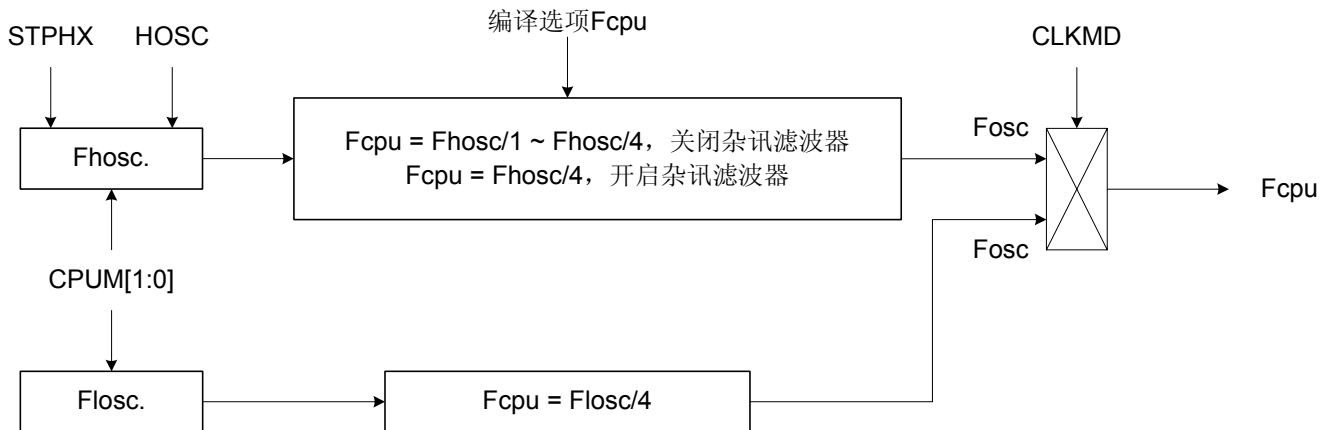 编译选项Fcpu
STPHX
HOSC
CLKMD
Fhosc.
Fcpu = Fhosc/1 ~ Fhosc/4，关闭杂讯滤波器
Fcpu = Fhosc/4，开启杂讯滤波器
Fosc
Fcpu
Fosc
CPUM[1:0]
Flosc.
Fcpu = Flosc/4